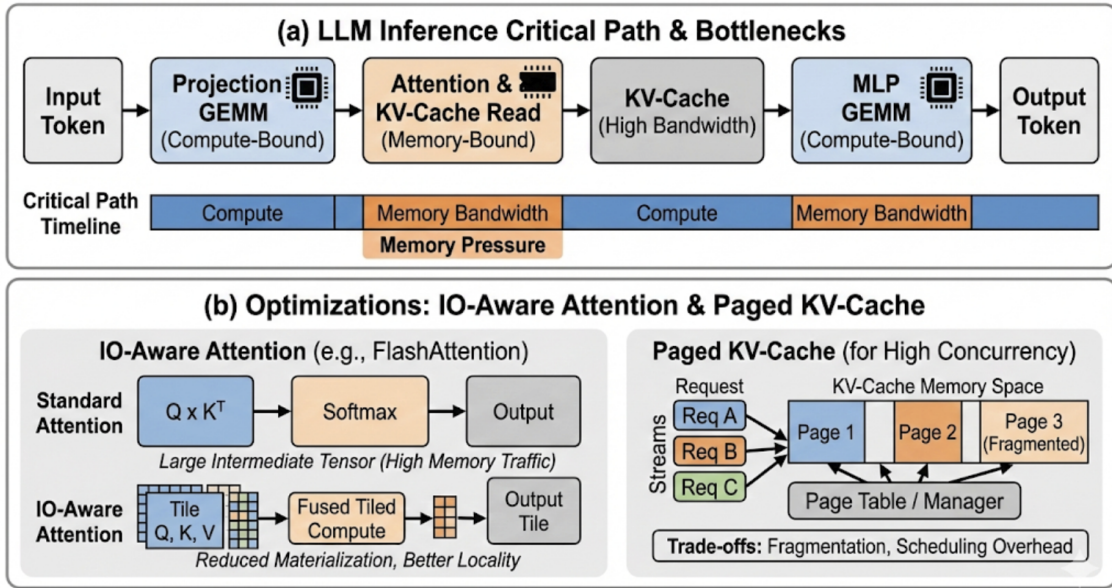 (a) LLM Inference Critical Path & Bottlenecks
Input
Token
Projection
GEMM
(Compute-Bound)
Attention &
KV-Cache Read
(Memory-Bound)
KV-Cache
(High Bandwidth)
MLP
GEMM
(Compute-Bound)
Output
Token
Critical Path
Timeline
Compute
Memory Bandwidth
Compute
Memory Bandwidth
Memory Pressure
(b) Optimizations: IO-Aware Attention & Paged KV-Cache
IO-Aware Attention (e.g., FlashAttention)
Standard
Attention
Q x Kᵀ
Softmax
Output
Large Intermediate Tensor (High Memory Traffic)
IO-Aware
Attention
Tile
Q, K, V
Fused Tiled
Compute
Output
Tile
Reduced Materialization, Better Locality
Paged KV-Cache (for High Concurrency)
Request
KV-Cache Memory Space
Streams
Req A
Req B
Req C
Page 1
Page 2
Page 3
(Fragmented)
Page Table / Manager
Trade-offs: Fragmentation, Scheduling Overhead